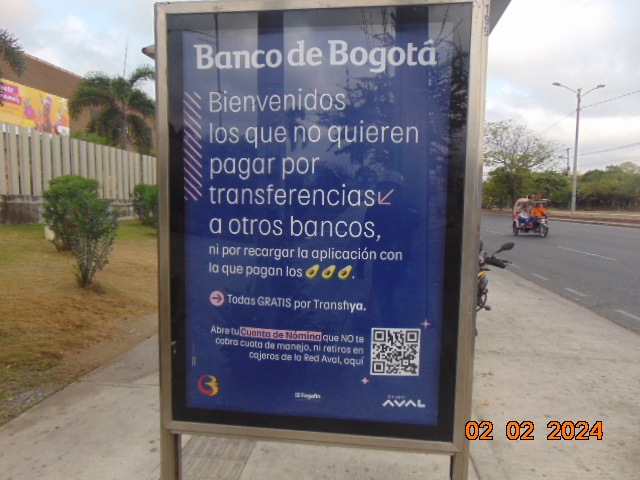 Banco de Bogotá
Bienvenidos
los que no quieren
pagar por
transferencias
a otros bancos,
ni por recargar la aplicación con
la que pagan los 🥑🥑🥑.
Todas GRATIS por Transfiya.
Abre tu Cuenta de Nómina que NO te
cobra cuota de manejo, ni retiros en
cajeros de la Red Aval, aquí
Fogafín
Grupo
AVAL
02 02 2024